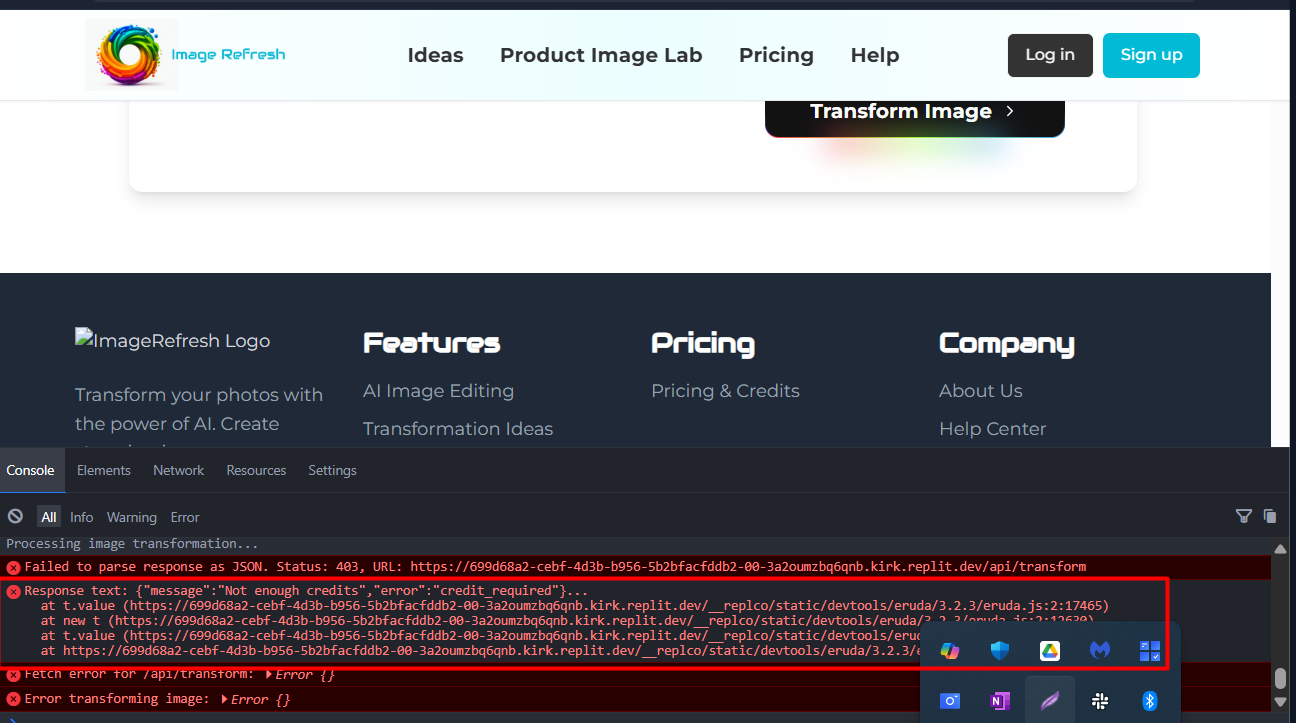 Image Refresh
Ideas
Product Image Lab
Pricing
Help
Log in
Sign up
Transform Image
ImageRefresh Logo
Transform your photos with
the power of AI. Create
Features
AI Image Editing
Transformation Ideas
Pricing
Pricing & Credits
Company
About Us
Help Center
Console
Elements
Network
Resources
Settings
All
Info
Warning
Error
Processing image transformation...
Failed to parse response as JSON. Status: 403, URL: https://699d68a2-cebf-4d3b-b956-5b2bfacfddb2-00-3a2oumzbq6qnb.kirk.replit.dev/api/transform
Response text: {"message":"Not enough credits","error":"credit_required"}...
at t.value (https://699d68a2-cebf-4d3b-b956-5b2bfacfddb2-00-3a2oumzbq6qnb.kirk.replit.dev/__replco/static/devtools/eruda/3.2.3/eruda.js:2:17465)
at new t (https://699d68a2-cebf-4d3b-b956-5b2bfacfddb2-00-3a2oumzbq6qnb.kirk.replit.dev/__replco/static/devtools/eruda/3.2.3/eruda.js:2:12630)
at t.value (https://699d68a2-cebf-4d3b-b956-5b2bfacfddb2-00-3a2oumzbq6qnb.kirk.replit.dev/__replco/static/devtools/eruda/3.2.3/eru
at https://699d68a2-cebf-4d3b-b956-5b2bfacfddb2-00-3a2oumzbq6qnb.kirk.replit.dev/__replco/static/devtools/eruda/3.2.3/e
Fetch error for /api/transform: Error {}
Error transforming image: Error {}